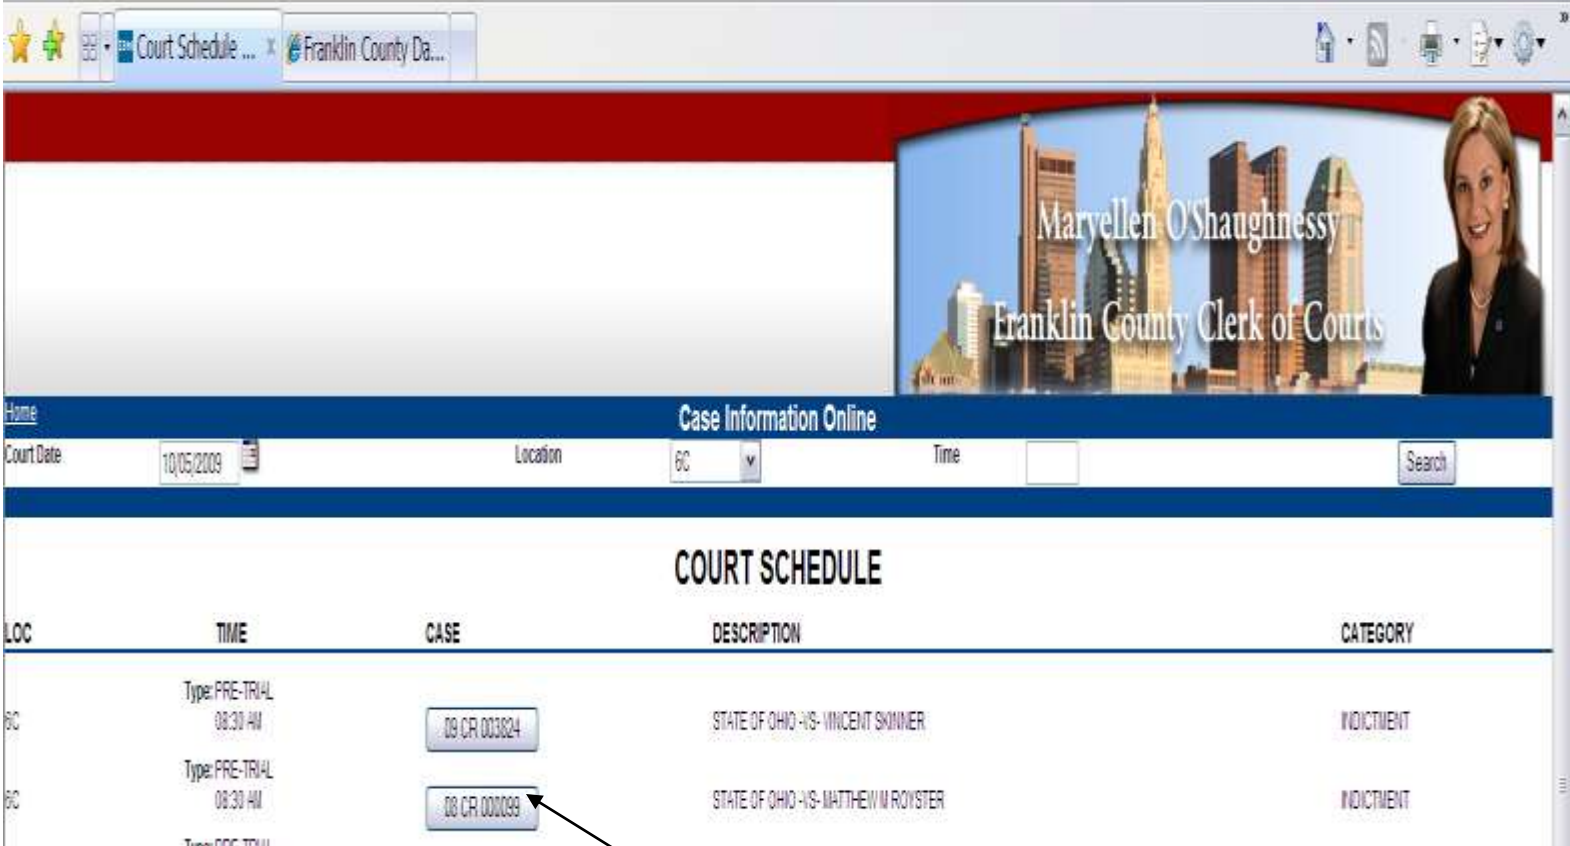 Court Schedule ... x Franklin County Da...
Maryellen O'Shaughnessy
Franklin County Clerk of Courts
Home Case Information Online
Court Date 10/05/2009 Location 6C Time Search
COURT SCHEDULE
LOC TIME CASE DESCRIPTION CATEGORY
Type: PRE-TRIAL
6C 08:30 AM 09 CR 003824 STATE OF OHIO -VS- VINCENT SKINNER INDICTMENT
Type: PRE-TRIAL
6C 08:30 AM 08 CR 000099 STATE OF OHIO -VS- MATTHEW M ROYSTER INDICTMENT
Type: PRE-TRIAL